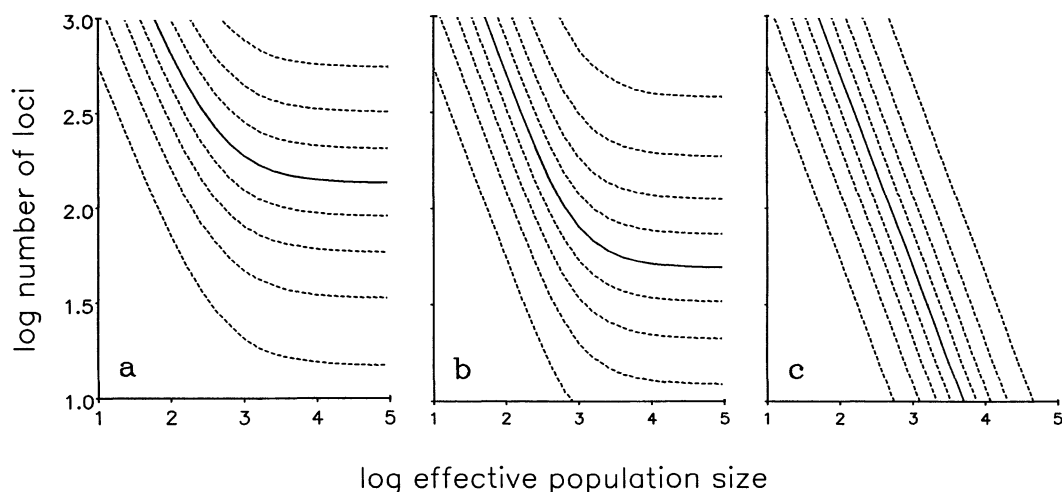 3.0
2.5
2.0
1.5
1.0
log number of loci
a
b
c
1 2 3 4 5
1 2 3 4 5
1 2 3 4 5
log effective population size